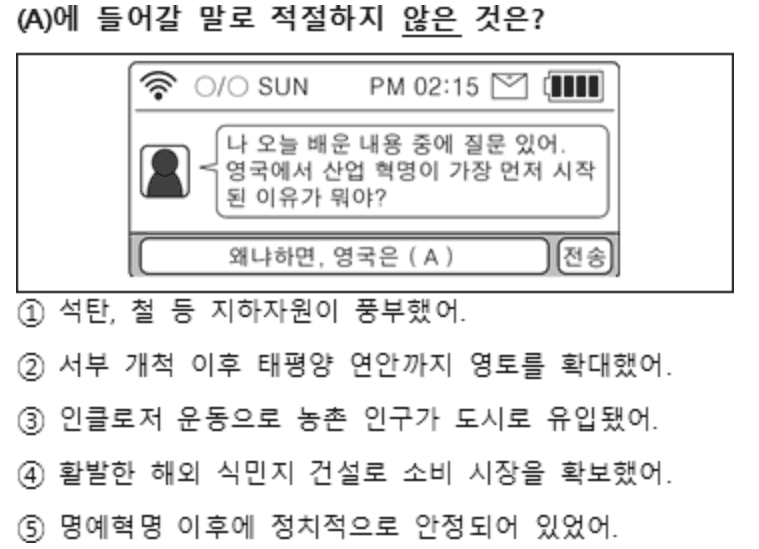 (A)에 들어갈 말로 적절하지 않은 것은?
○/○ SUN PM 02:15
나 오늘 배운 내용 중에 질문 있어.
영국에서 산업 혁명이 가장 먼저 시작
된 이유가 뭐야?
왜냐하면, 영국은 ( A ) 전송
① 석탄, 철 등 지하자원이 풍부했어.
② 서부 개척 이후 태평양 연안까지 영토를 확대했어.
③ 인클로저 운동으로 농촌 인구가 도시로 유입됐어.
④ 활발한 해외 식민지 건설로 소비 시장을 확보했어.
⑤ 명예혁명 이후에 정치적으로 안정되어 있었어.